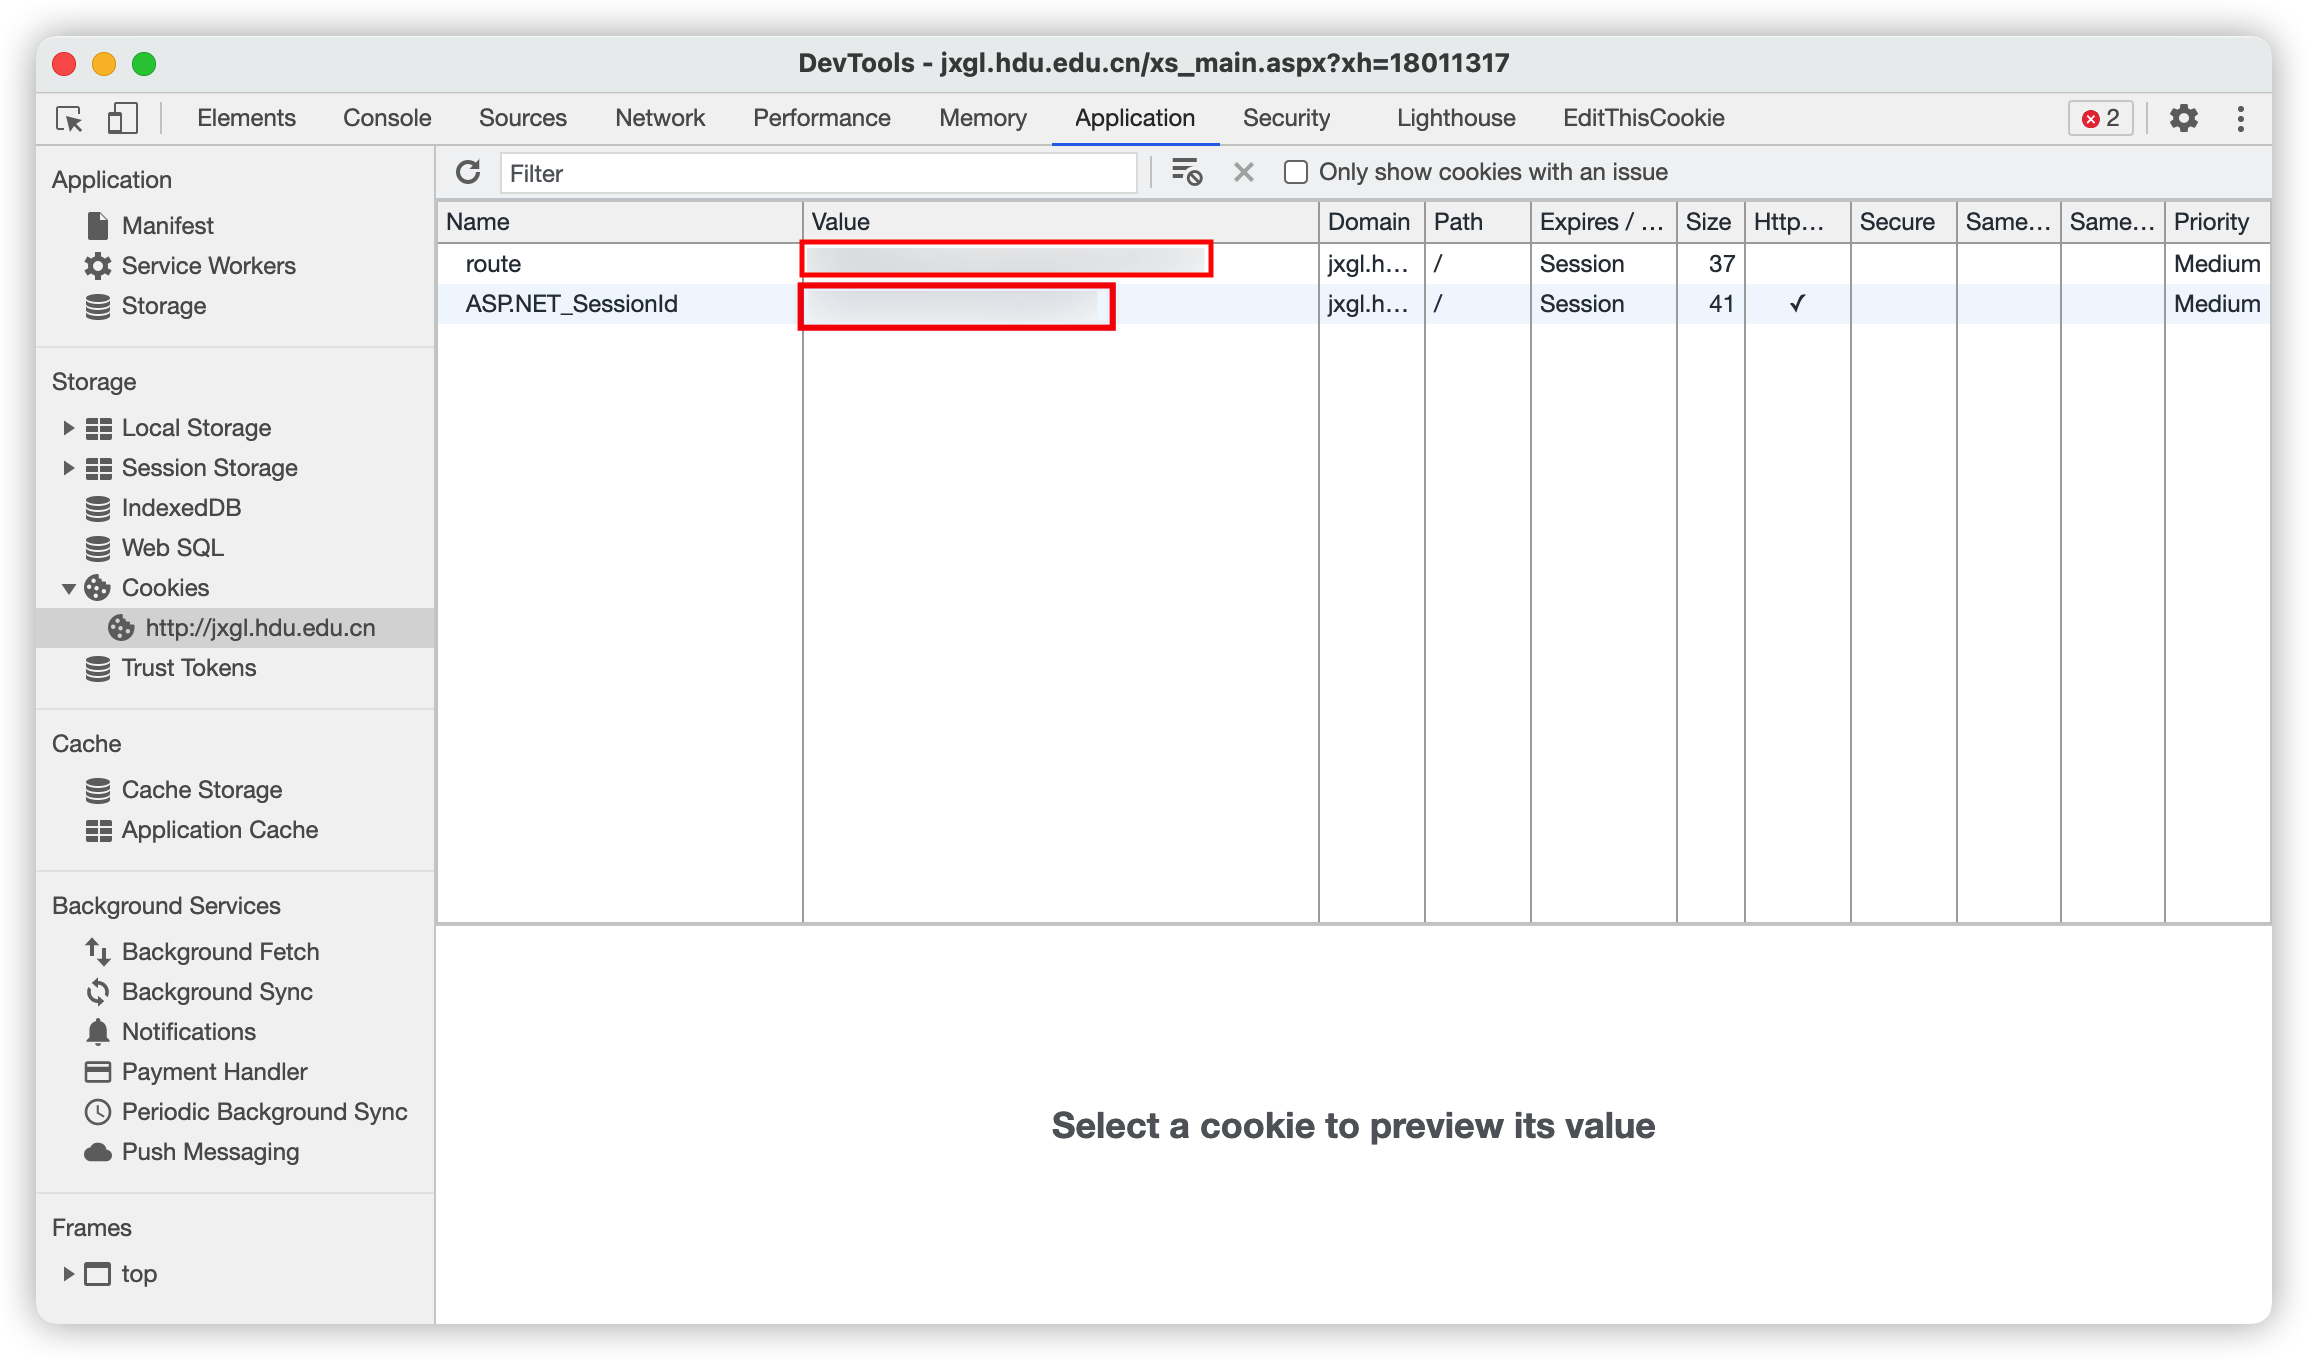 DevTools - jxgl.hdu.edu.cn/xs_main.aspx?xh=18011317
Elements Console Sources Network Performance Memory Application Security Lighthouse EditThisCookie 2
Application
Manifest
Service Workers
Storage
Storage
Local Storage
Session Storage
IndexedDB
Web SQL
Cookies
http://jxgl.hdu.edu.cn
Trust Tokens
Cache
Cache Storage
Application Cache
Background Services
Background Fetch
Background Sync
Notifications
Payment Handler
Periodic Background Sync
Push Messaging
Frames
top
Filter Only show cookies with an issue
Name Value Domain Path Expires / ... Size Http... Secure Same... Same... Priority
route jxgl.h... / Session 37 Medium
ASP.NET_SessionId jxgl.h... / Session 41 ✓ Medium
Select a cookie to preview its value